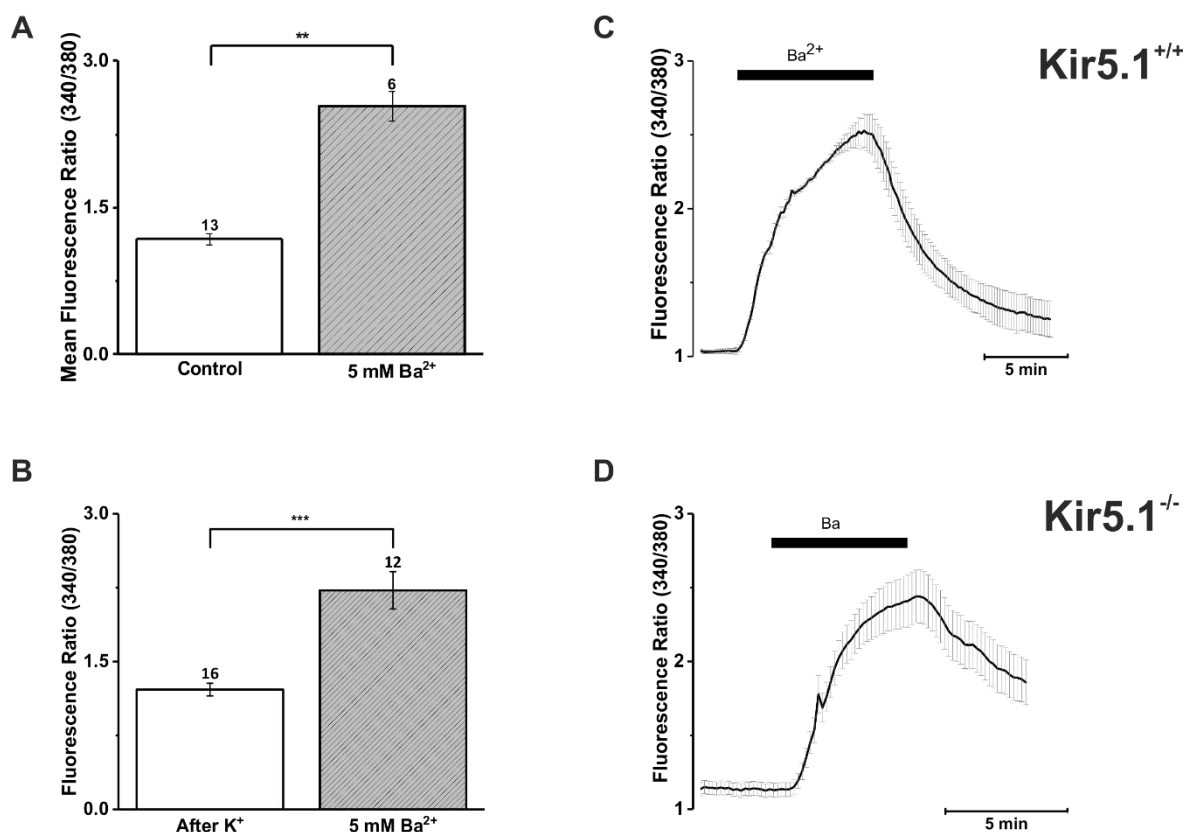 A
**
3.0
6
13
1.5
0.0
Mean Fluorescence Ratio (340/380)
Control
5 mM Ba²⁺
C
Ba²⁺
Kir5.1⁺/⁺
3
2
1
Fluorescence Ratio (340/380)
5 min
B
***
3.0
12
16
1.5
0.0
Fluorescence Ratio (340/380)
After K⁺
5 mM Ba²⁺
D
Ba
Kir5.1⁻/⁻
3
2
1
Fluorescence Ratio (340/380)
5 min